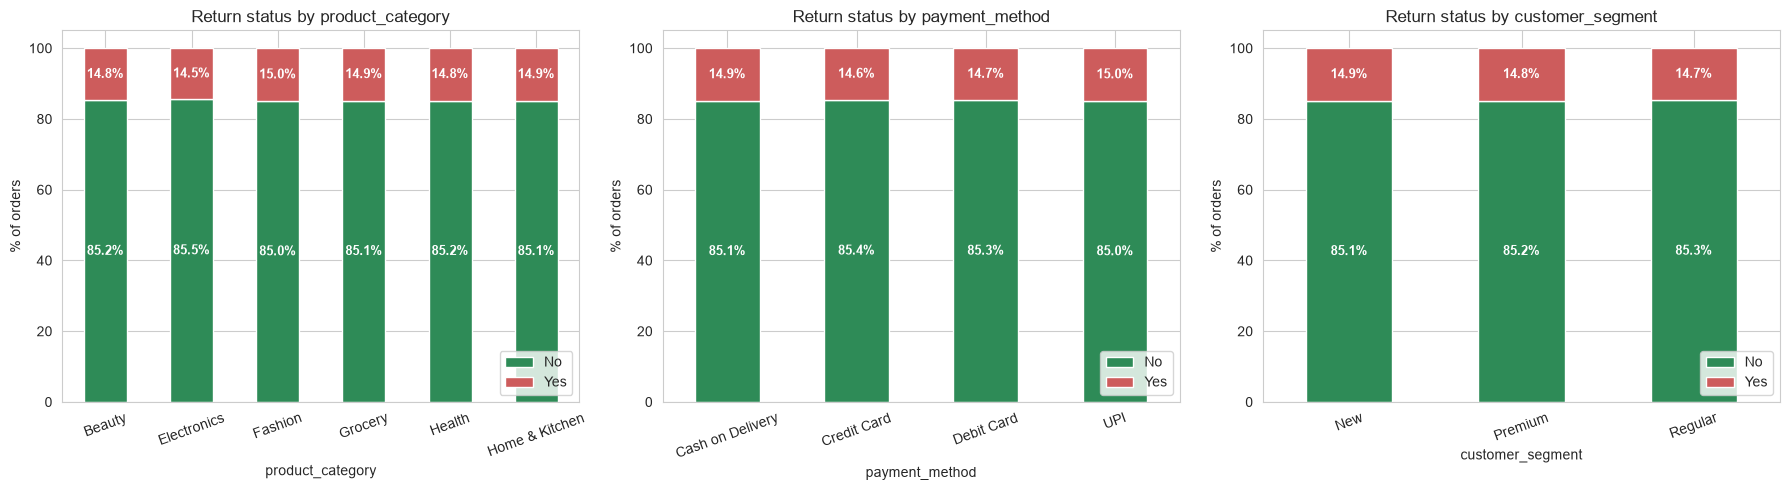 Return status by product_category
100
80
60
40
20
0
% of orders
14.8% 14.5% 15.0% 14.9% 14.8% 14.9%
85.2% 85.5% 85.0% 85.1% 85.2% 85.1%
No
Yes
Beauty Electronics Fashion Grocery Health Home & Kitchen
product_category
Return status by payment_method
100
80
60
40
20
0
% of orders
14.9% 14.6% 14.7% 15.0%
85.1% 85.4% 85.3% 85.0%
No
Yes
Cash on Delivery Credit Card Debit Card UPI
payment_method
Return status by customer_segment
100
80
60
40
20
0
% of orders
14.9% 14.8% 14.7%
85.1% 85.2% 85.3%
No
Yes
New Premium Regular
customer_segment